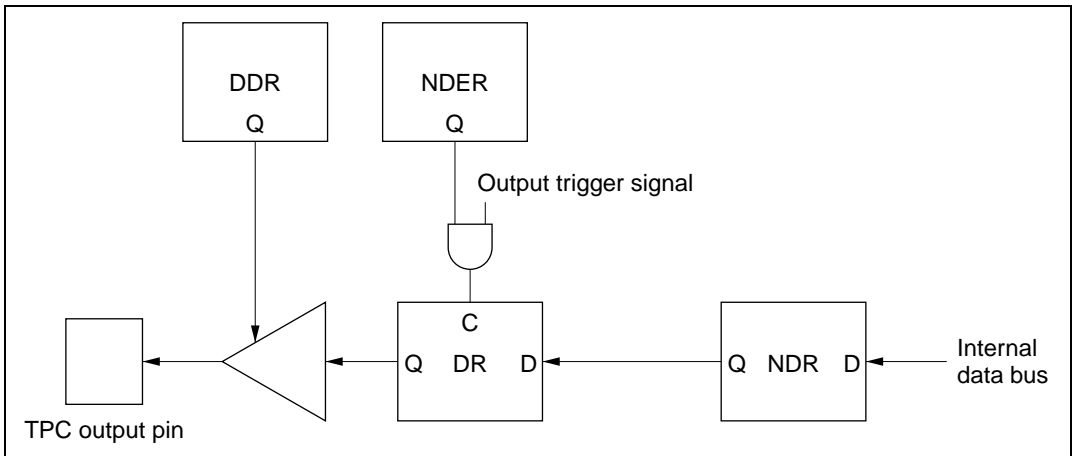 DDR
Q
NDER
Q
Output trigger signal
C
Q DR D
Q NDR D
Internal
data bus
TPC output pin